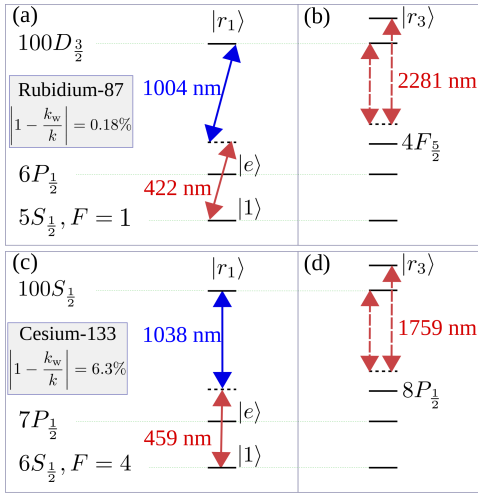 (a)
|r₁⟩
(b)
|r₃⟩
100D_{3/2}
Rubidium-87
|1 − k_w/k| = 0.18%
1004 nm
2281 nm
4F_{5/2}
6P_{1/2}
|e⟩
422 nm
5S_{1/2}, F = 1
|1⟩
(c)
|r₁⟩
(d)
|r₃⟩
100S_{1/2}
Cesium-133
|1 − k_w/k| = 6.3%
1038 nm
1759 nm
8P_{1/2}
7P_{1/2}
|e⟩
459 nm
6S_{1/2}, F = 4
|1⟩